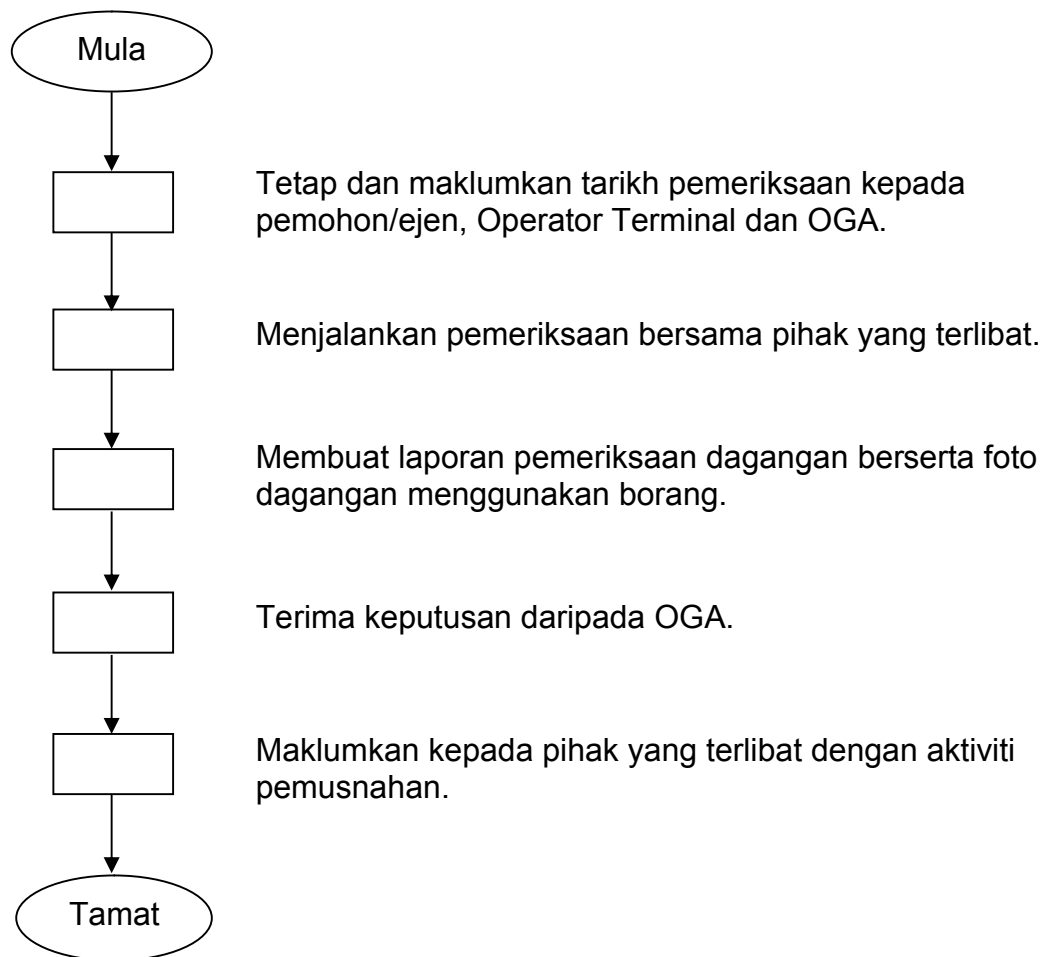 Mula
Tetap dan maklumkan tarikh pemeriksaan kepada
pemohon/ejen, Operator Terminal dan OGA.
Menjalankan pemeriksaan bersama pihak yang terlibat.
Membuat laporan pemeriksaan dagangan berserta foto
dagangan menggunakan borang.
Terima keputusan daripada OGA.
Maklumkan kepada pihak yang terlibat dengan aktiviti
pemusnahan.
Tamat